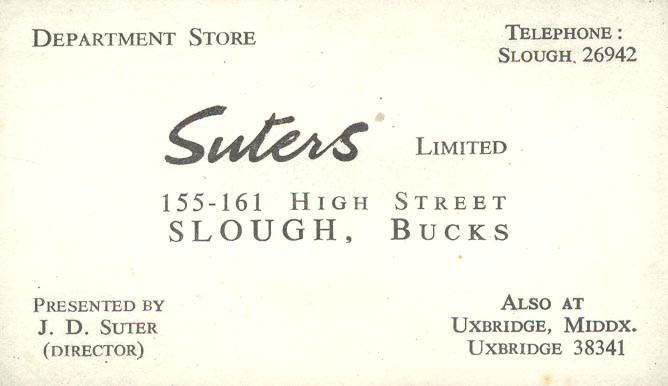 DEPARTMENT STORE
TELEPHONE:
SLOUGH. 26942
Suters LIMITED
155-161 HIGH STREET
SLOUGH, BUCKS
PRESENTED BY
J. D. SUTER
(DIRECTOR)
ALSO AT
UXBRIDGE, MIDDX.
UXBRIDGE 38341